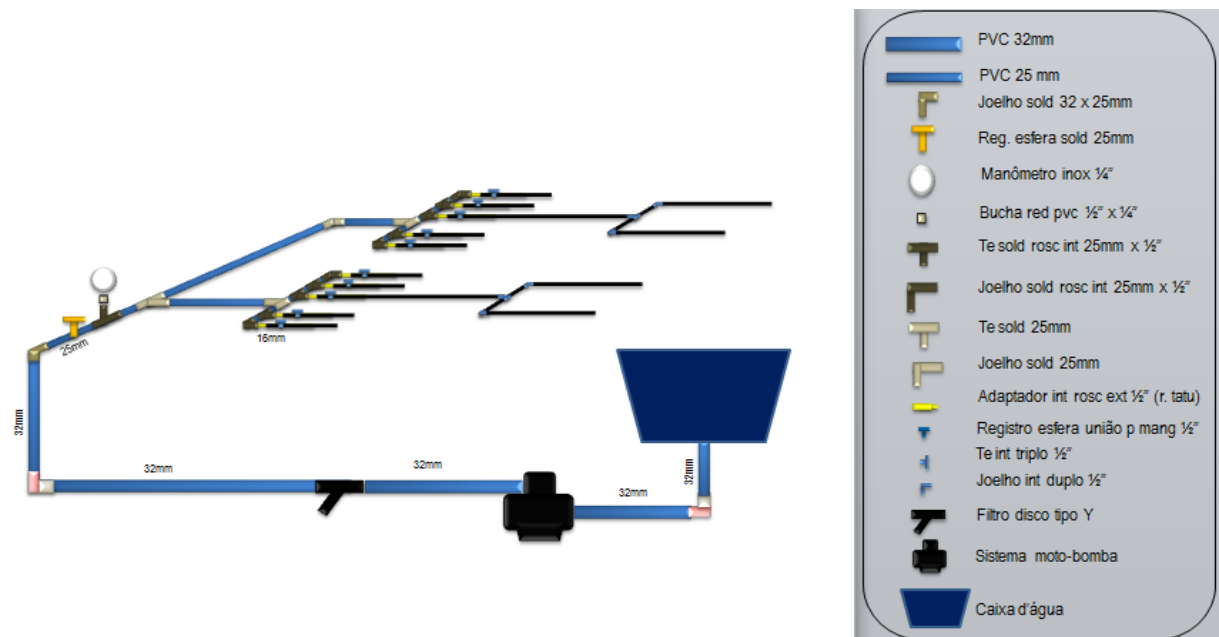 25mm
16mm
32mm
32mm
32mm
32mm
32mm
PVC 32mm
PVC 25 mm
Joelho sold 32 x 25mm
Reg. esfera sold 25mm
Manômetro inox ¼”
Bucha red pvc ½” x ¼”
Te sold rosc int 25mm x ½”
Joelho sold rosc int 25mm x ½”
Te sold 25mm
Joelho sold 25mm
Adaptador int rosc ext ½” (r. tatu)
Registro esfera união p mang ½”
Te int triplo ½”
Joelho int duplo ½”
Filtro disco tipo Y
Sistema moto-bomba
Caixa d’água